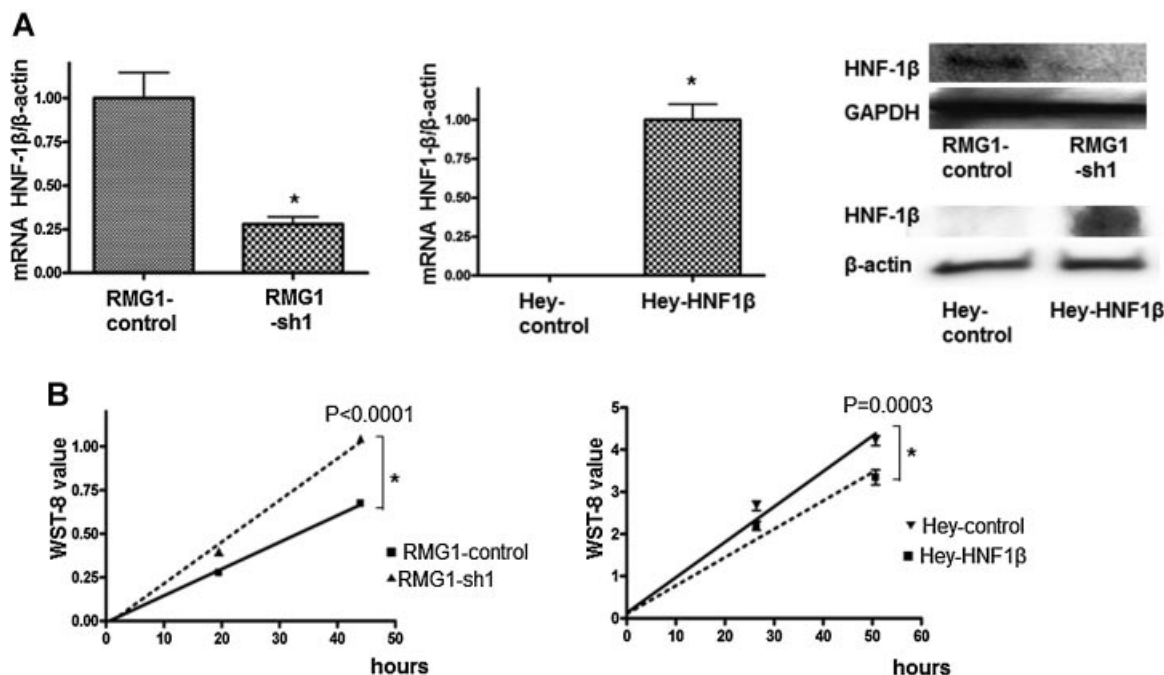 A
mRNA HNF-1β/β-actin
1.00
0.75
0.50
0.25
0.00
*
RMG1-
control
RMG1
-sh1
mRNA HNF1-β/β-actin
1.00
0.75
0.50
0.25
0.00
*
Hey-
control
Hey-HNF1β
HNF-1β
GAPDH
RMG1-
control
RMG1
-sh1
HNF-1β
β-actin
Hey-
control
Hey-HNF1β
B
P<0.0001
WST-8 value
1.00
0.75
0.50
0.25
0.00
*
RMG1-control
RMG1-sh1
0 10 20 30 40 50
hours
P=0.0003
WST-8 value
5
4
3
2
1
0
*
Hey-control
Hey-HNF1β
0 10 20 30 40 50 60
hours